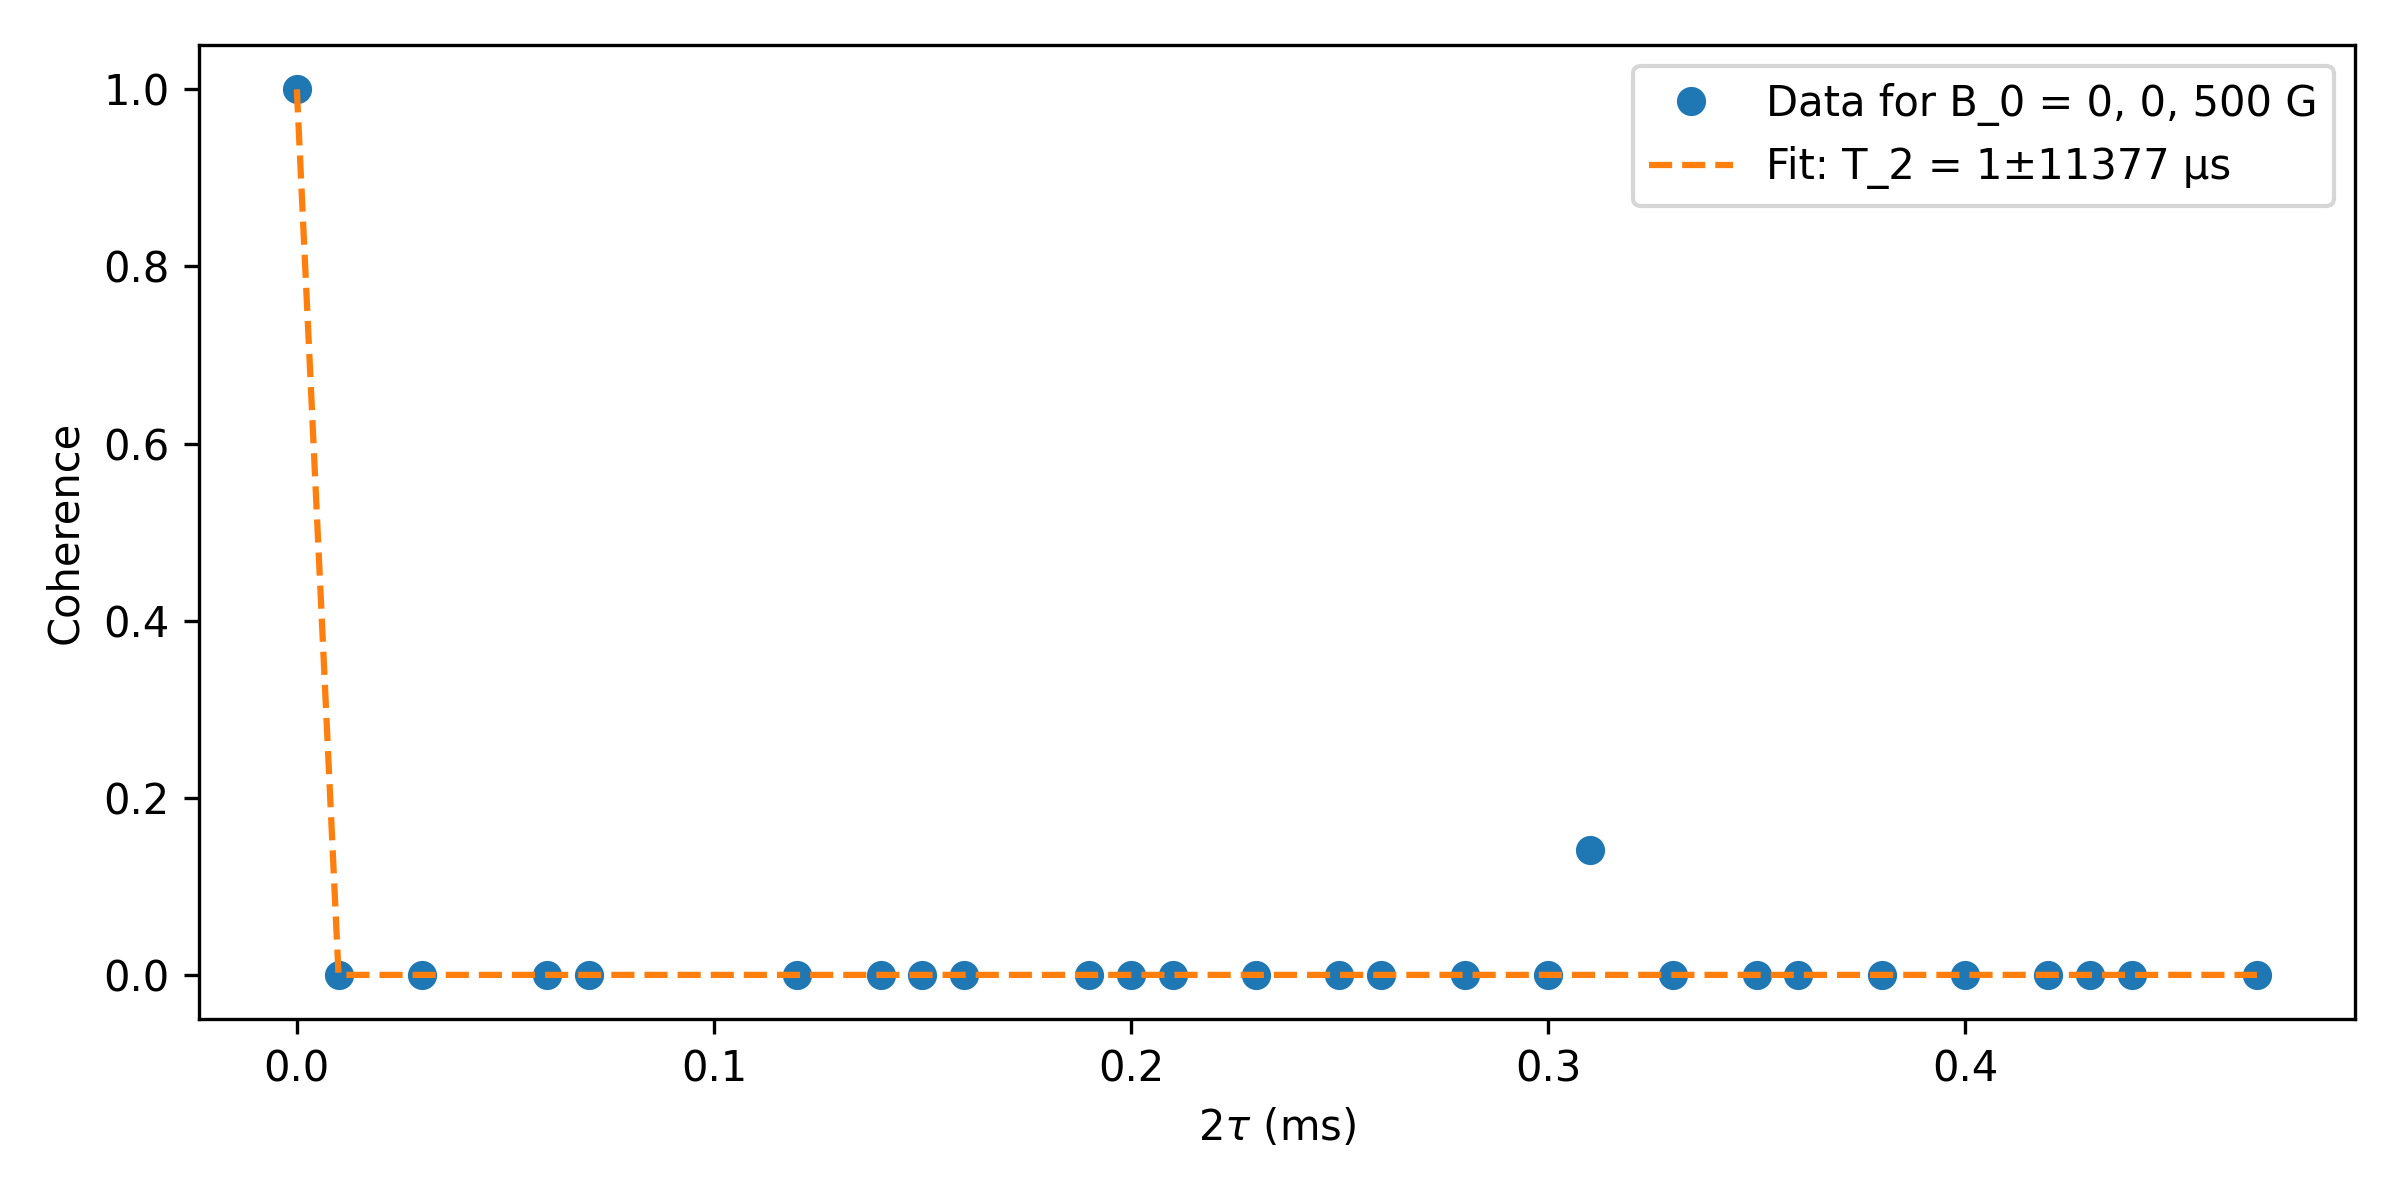 Data for B_0 = 0, 0, 500 G
Fit: T_2 = 1±11377 µs
1.0
0.8
0.6
0.4
0.2
0.0
Coherence
0.0 0.1 0.2 0.3 0.4
2τ (ms)